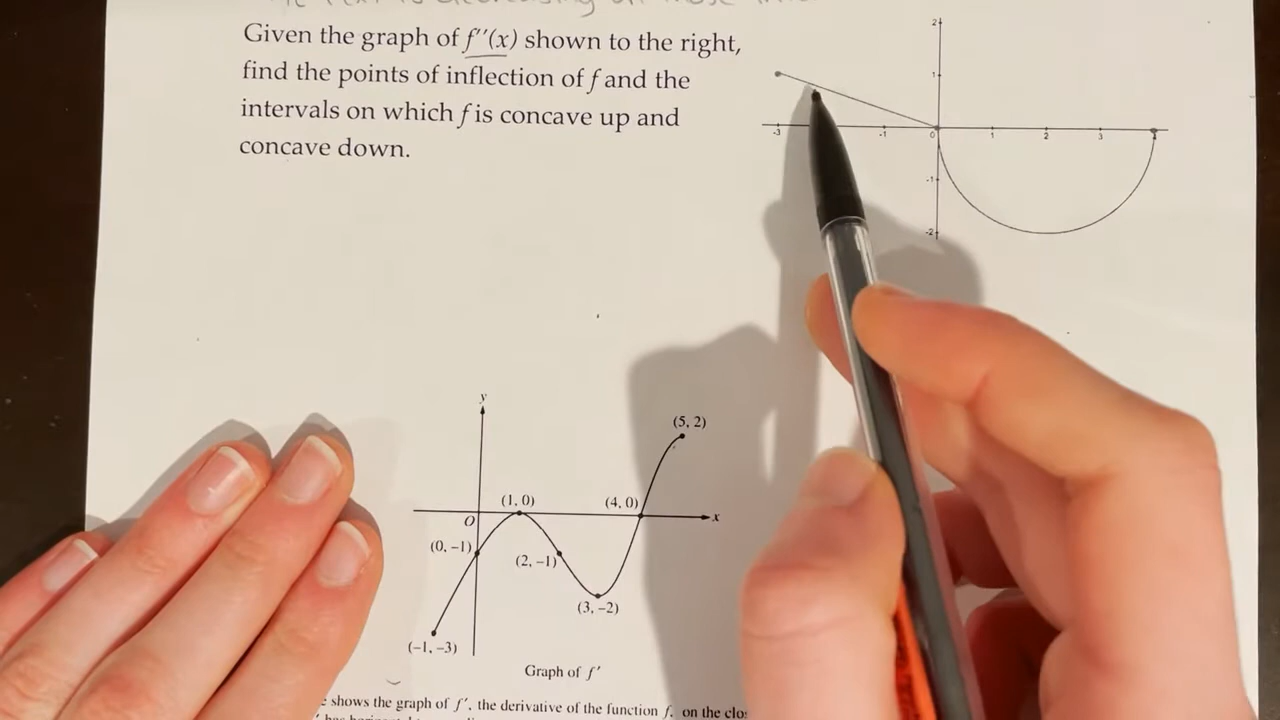 Given the graph of f''(x) shown to the right,
find the points of inflection of f and the
intervals on which f is concave up and
concave down.
2
1
-3
-1
0
1
2
3
-1
-2
y
(5, 2)
(1, 0)
(4, 0)
x
O
(0, −1)
(2, −1)
(3, −2)
(−1, −3)
Graph of f'
shows the graph of f', the derivative of the function f, on the clo